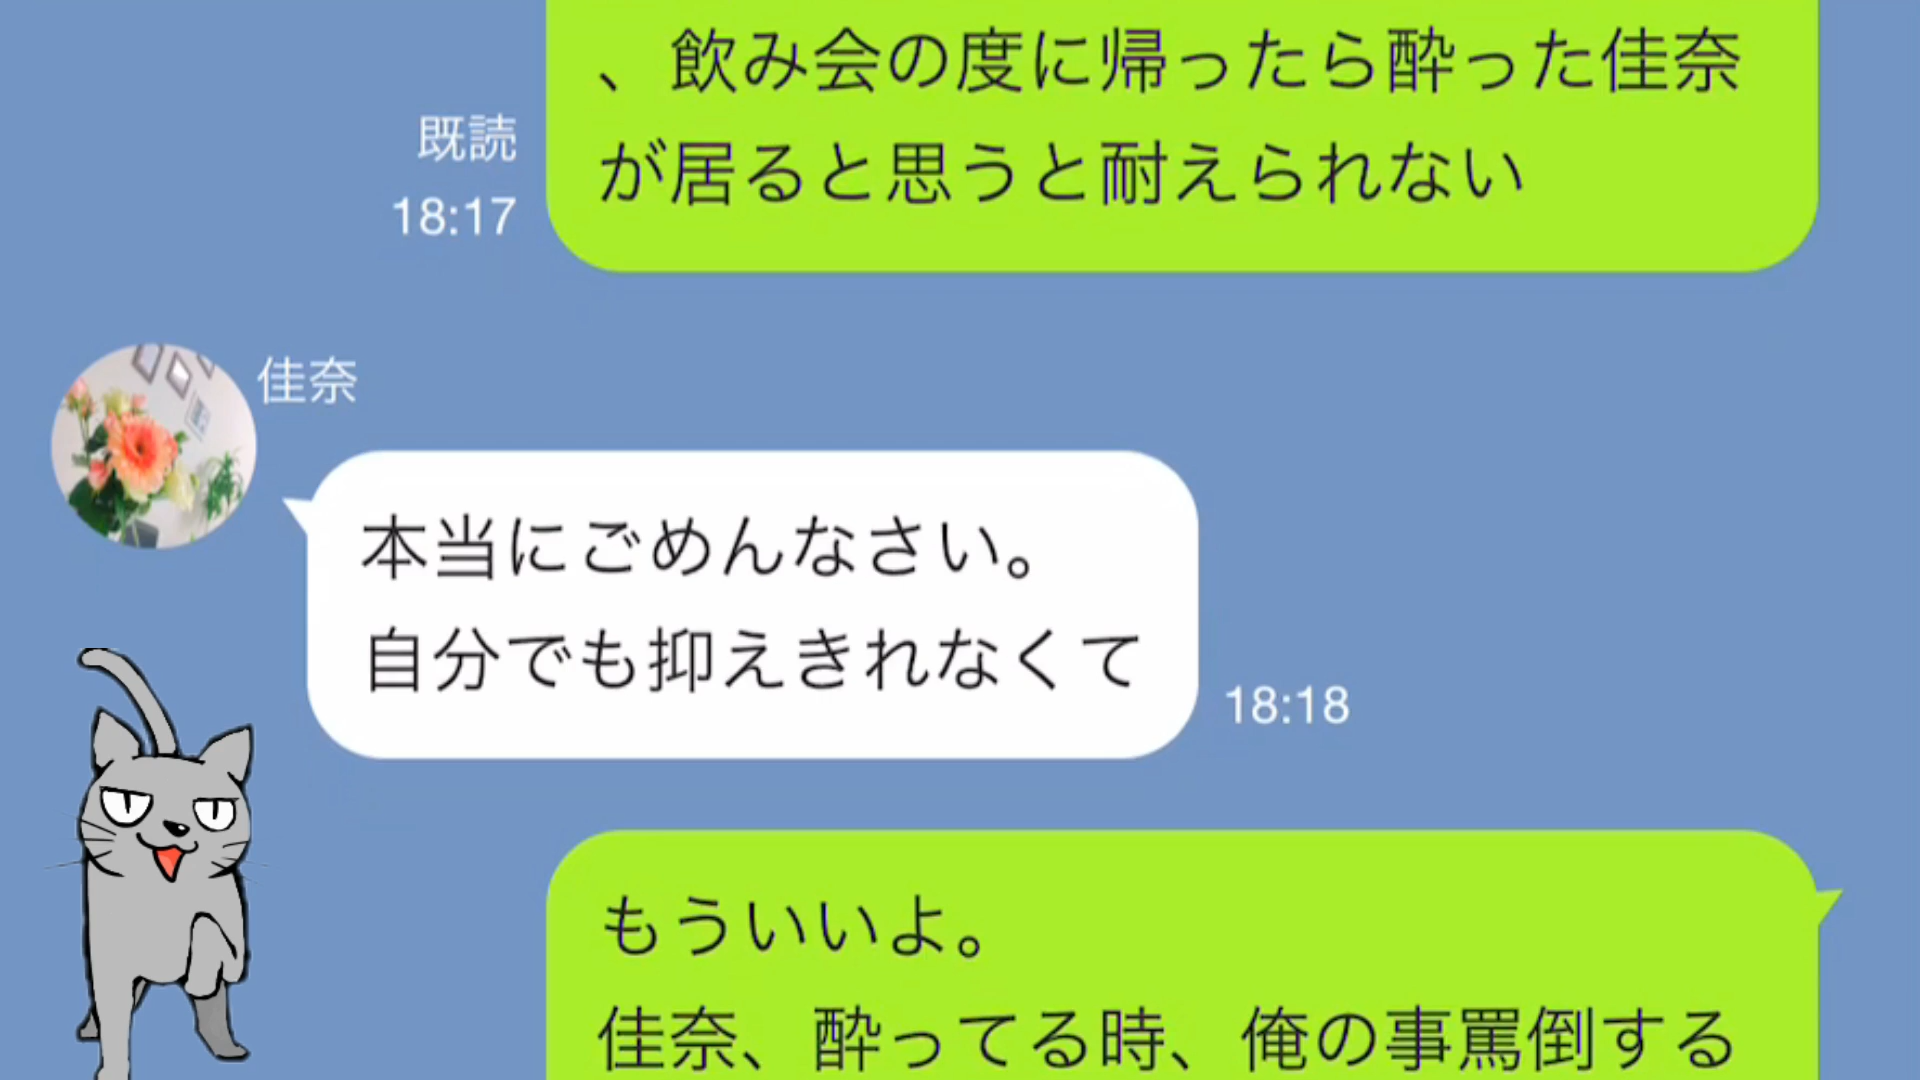 、飲み会の度に帰ったら酔った佳奈
が居ると思うと耐えられない
既読
18:17
佳奈
本当にごめんなさい。
自分でも抑えきれなくて
18:18
もういいよ。
佳奈、酔ってる時、俺の事罵倒する